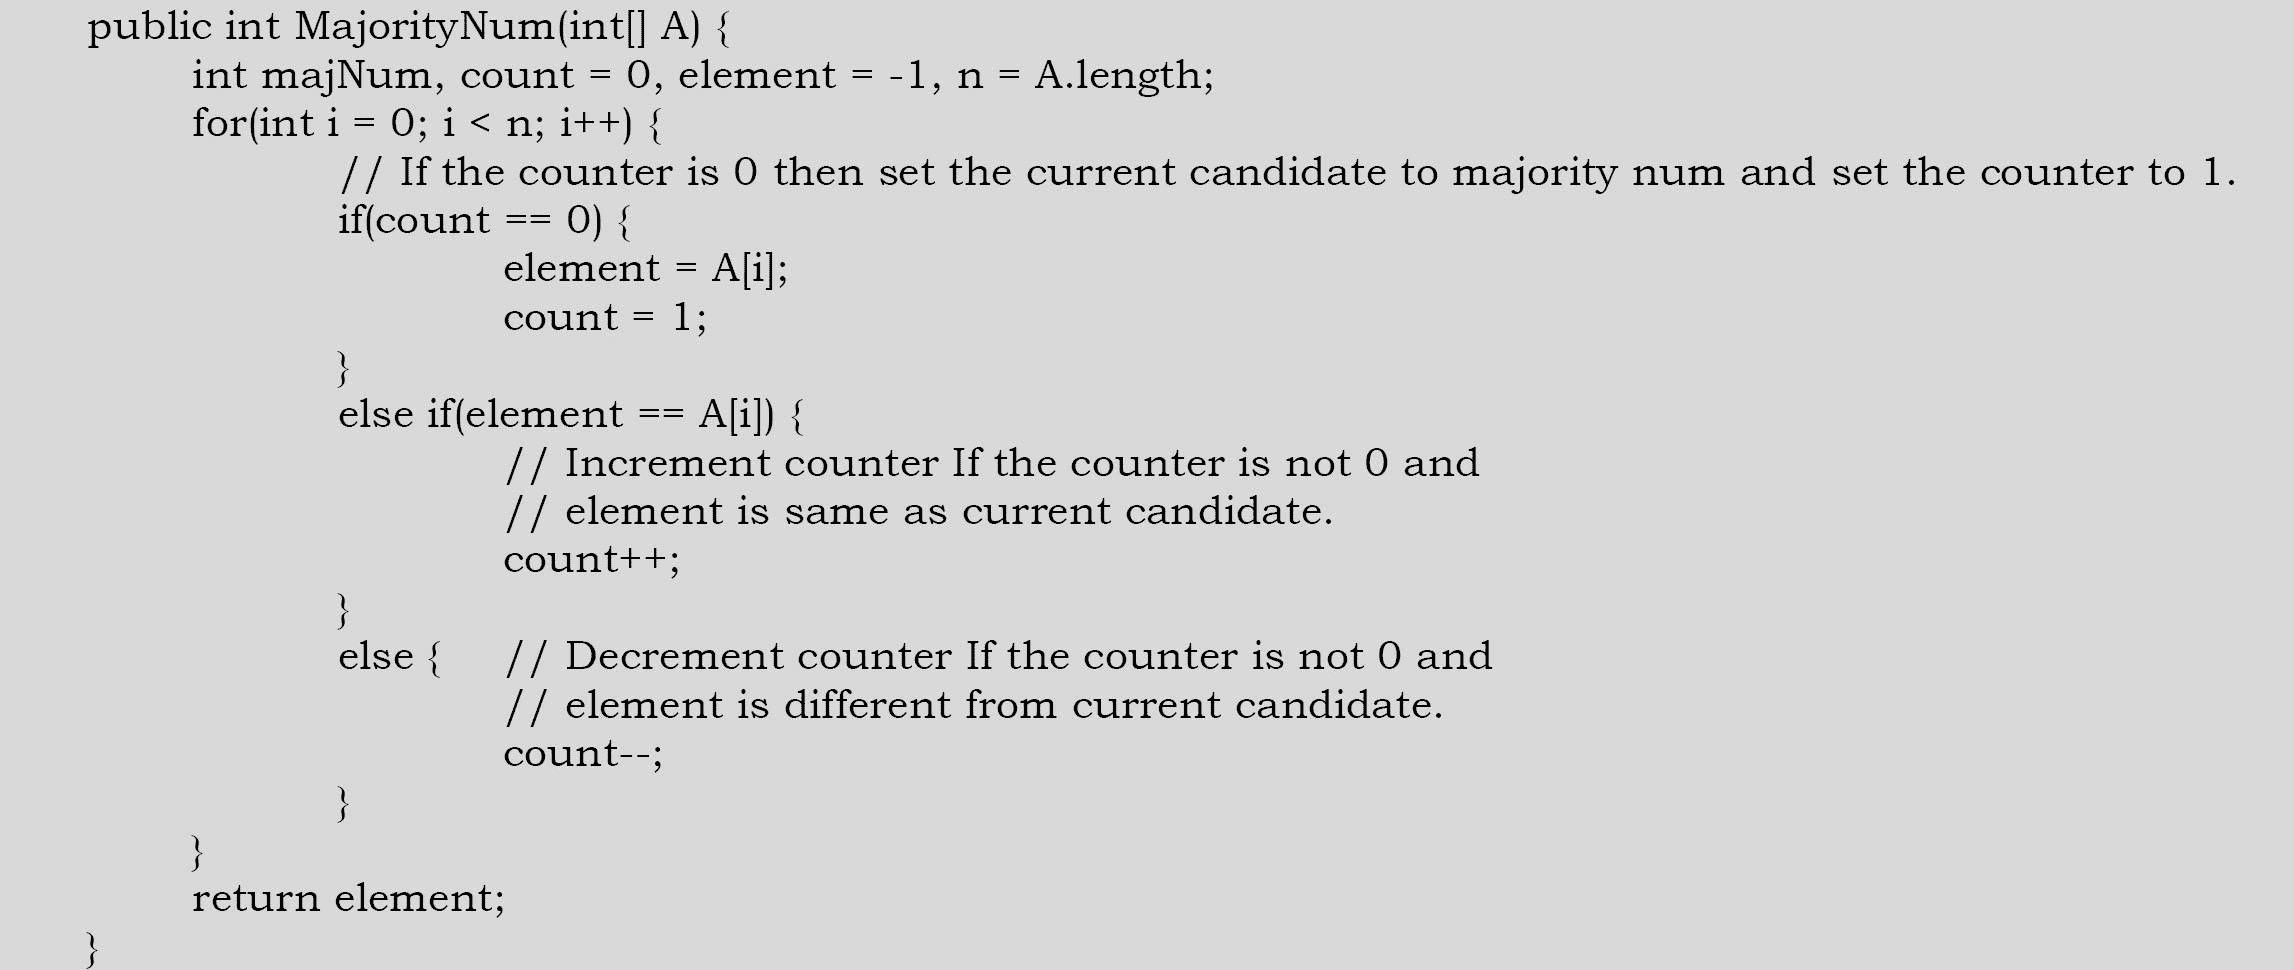 public int MajorityNum(int[] A) {
int majNum, count = 0, element = -1, n = A.length;
for(int i = 0; i < n; i++) {
// If the counter is 0 then set the current candidate to majority num and set the counter to 1.
if(count == 0) {
element = A[i];
count = 1;
}
else if(element == A[i]) {
// Increment counter If the counter is not 0 and
// element is same as current candidate.
count++;
}
else { // Decrement counter If the counter is not 0 and
// element is different from current candidate.
count--;
}
}
return element;
}